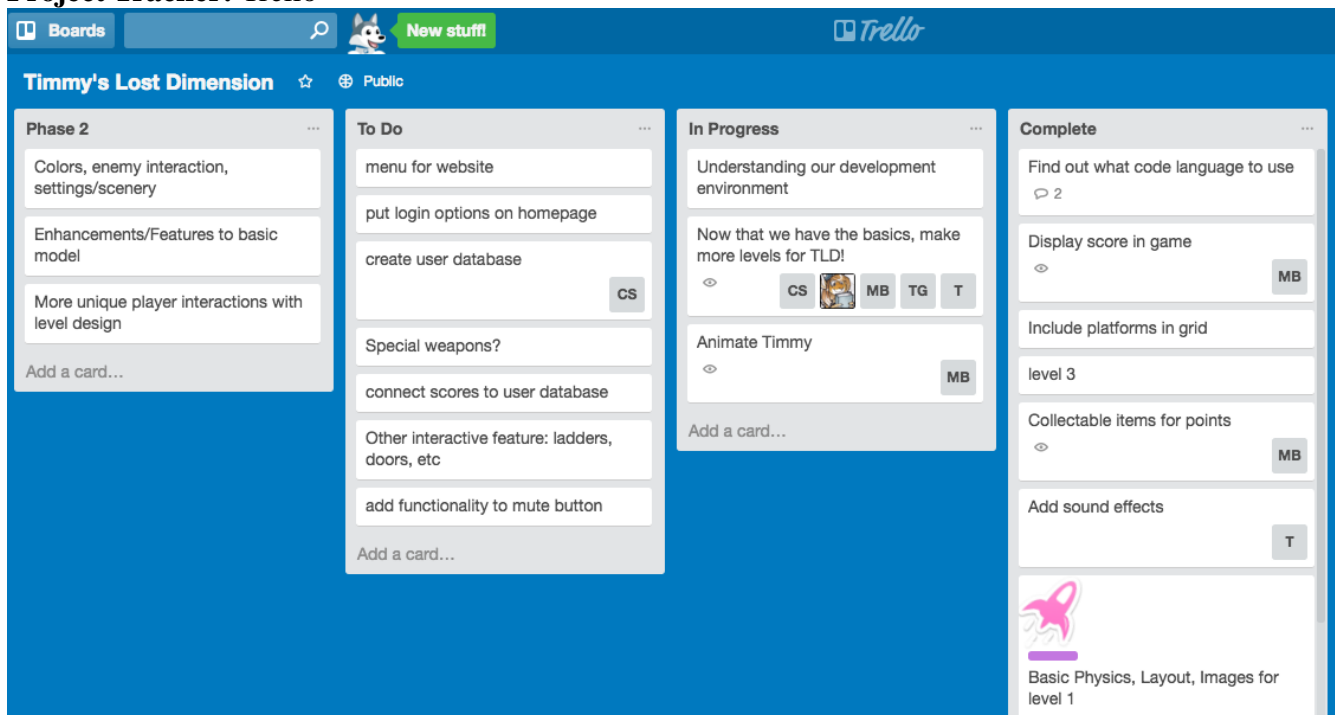 Project Tracker: Trello
Boards
New stuff!
Trello
Timmy's Lost Dimension
Public
Phase 2
Colors, enemy interaction,
settings/scenery
Enhancements/Features to basic
model
More unique player interactions with
level design
Add a card...
To Do
menu for website
put login options on homepage
create user database
CS
Special weapons?
connect scores to user database
Other interactive feature: ladders,
doors, etc
add functionality to mute button
Add a card...
In Progress
Understanding our development
environment
Now that we have the basics, make
more levels for TLD!
CS MB TG T
Animate Timmy
MB
Add a card...
Complete
Find out what code language to use
2
Display score in game
MB
Include platforms in grid
level 3
Collectable items for points
MB
Add sound effects
T
Basic Physics, Layout, Images for
level 1